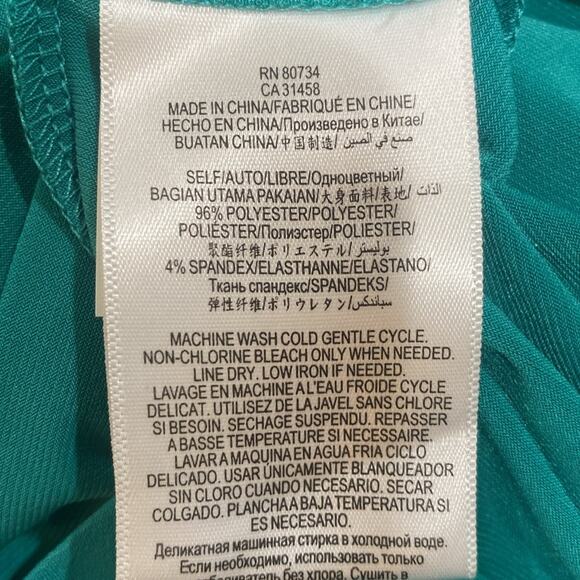 RN 80734
CA 31458
MADE IN CHINA/FABRIQUÉ EN CHINE/
HECHO EN CHINA/Произведено в Китае/
BUATAN CHINA/中国制造/صنع في الصين/
SELF/AUTO/LIBRE/Одноцветный/
BAGIAN UTAMA PAKAIAN/大身面料/表地/الذات/
96% POLYESTER/POLYESTER/
POLIÉSTER/Полиэстер/POLIESTER/
聚酯纤维/ポリエステル/بوليستر/
4% SPANDEX/ELASTHANNE/ELASTANO/
Ткань спандекс/SPANDEKS/
弹性纤维/ポリウレタン/سباندكس/
MACHINE WASH COLD GENTLE CYCLE.
NON-CHLORINE BLEACH ONLY WHEN NEEDED.
LINE DRY. LOW IRON IF NEEDED.
LAVAGE EN MACHINE A L'EAU FROIDE CYCLE
DELICAT. UTILISEZ DE LA JAVEL SANS CHLORE
SI BESOIN. SECHAGE SUSPENDU. REPASSER
A BASSE TEMPERATURE SI NECESSAIRE.
LAVAR A MAQUINA EN AGUA FRIA CICLO
DELICADO. USAR ÚNICAMENTE BLANQUEADOR
SIN CLORO CUANDO NECESARIO. SECAR
COLGADO. PLANCHA A BAJA TEMPERATURA SI
ES NECESARIO.
Деликатная машинная стирка в холодной воде.
Если необходимо, использовать только
отбеливатель без хлора. Сушить в